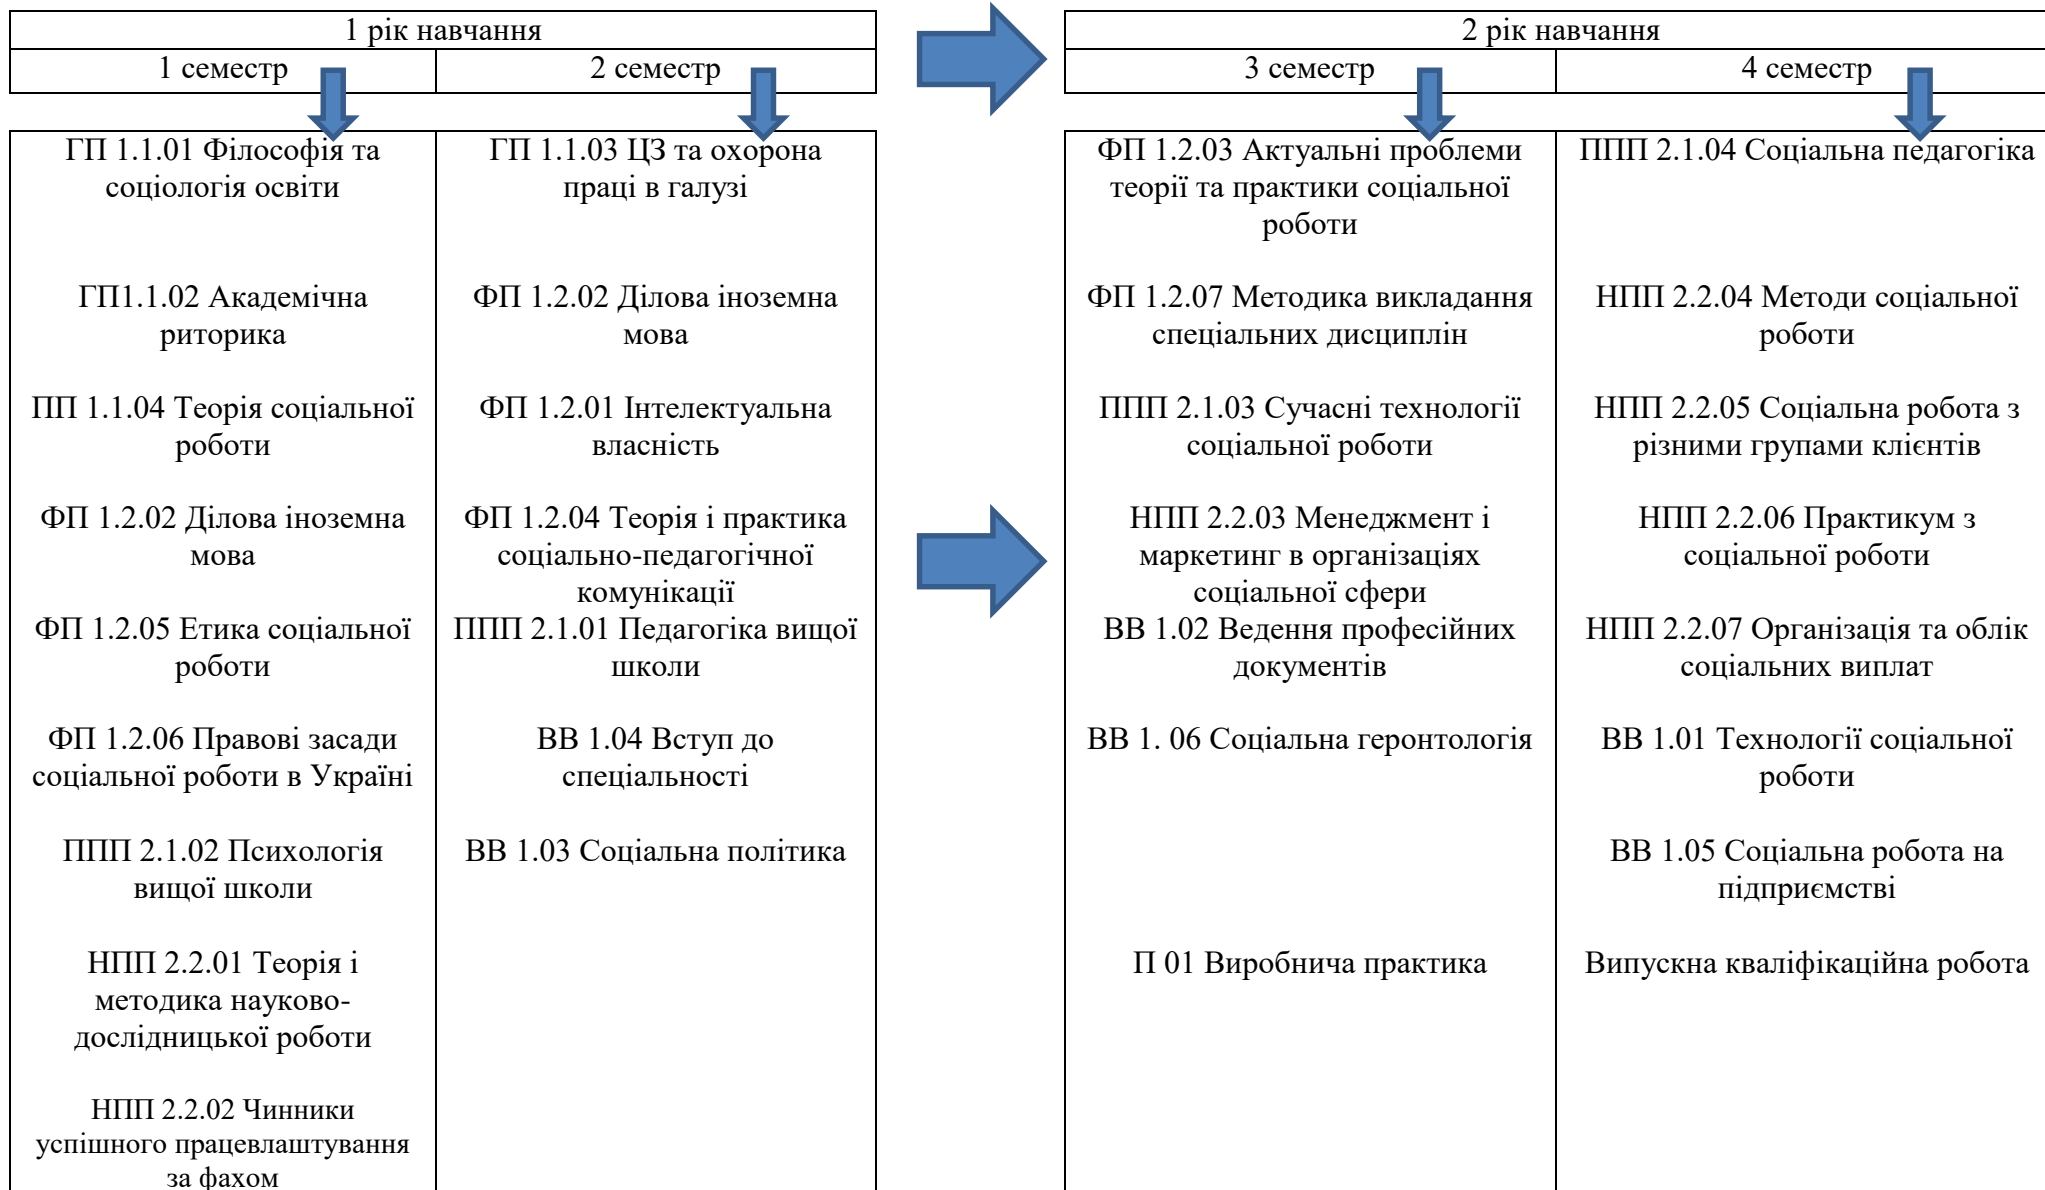 1 рік навчання
1 семестр
2 семестр
ГП 1.1.01 Філософія та
соціологія освіти
ГП1.1.02 Академічна
риторика
ПП 1.1.04 Теорія соціальної
роботи
ФП 1.2.02 Ділова іноземна
мова
ФП 1.2.05 Етика соціальної
роботи
ФП 1.2.06 Правові засади
соціальної роботи в Україні
ППП 2.1.02 Психологія
вищої школи
НПП 2.2.01 Теорія і
методика науково-
дослідницької роботи
НПП 2.2.02 Чинники
успішного працевлаштування
за фахом
ГП 1.1.03 ЦЗ та охорона
праці в галузі
ФП 1.2.02 Ділова іноземна
мова
ФП 1.2.01 Інтелектуальна
власність
ФП 1.2.04 Теорія і практика
соціально-педагогічної
комунікації
ППП 2.1.01 Педагогіка вищої
школи
ВВ 1.04 Вступ до
спеціальності
ВВ 1.03 Соціальна політика
2 рік навчання
3 семестр
4 семестр
ФП 1.2.03 Актуальні проблеми
теорії та практики соціальної
роботи
ФП 1.2.07 Методика викладання
спеціальних дисциплін
ППП 2.1.03 Сучасні технології
соціальної роботи
НПП 2.2.03 Менеджмент і
маркетинг в організаціях
соціальної сфери
ВВ 1.02 Ведення професійних
документів
ВВ 1. 06 Соціальна геронтологія
П 01 Виробнича практика
ППП 2.1.04 Соціальна педагогіка
НПП 2.2.04 Методи соціальної
роботи
НПП 2.2.05 Соціальна робота з
різними групами клієнтів
НПП 2.2.06 Практикум з
соціальної роботи
НПП 2.2.07 Організація та облік
соціальних виплат
ВВ 1.01 Технології соціальної
роботи
ВВ 1.05 Соціальна робота на
підприємстві
Випускна кваліфікаційна робота